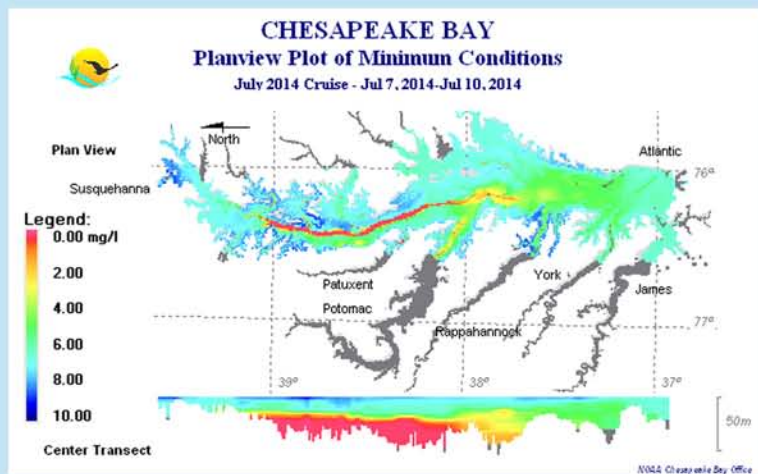 CHESAPEAKE BAY
Planview Plot of Minimum Conditions
July 2014 Cruise - Jul 7, 2014-Jul 10, 2014
North
Plan View
Atlantic
76°
Susquehanna
Legend:
0.00 mg/l
2.00
4.00
6.00
8.00
10.00
Patuxent
York
Potomac
James
Rappahannock
77°
39°
38°
37°
50m
Center Transect
NOAA Chesapeake Bay Office